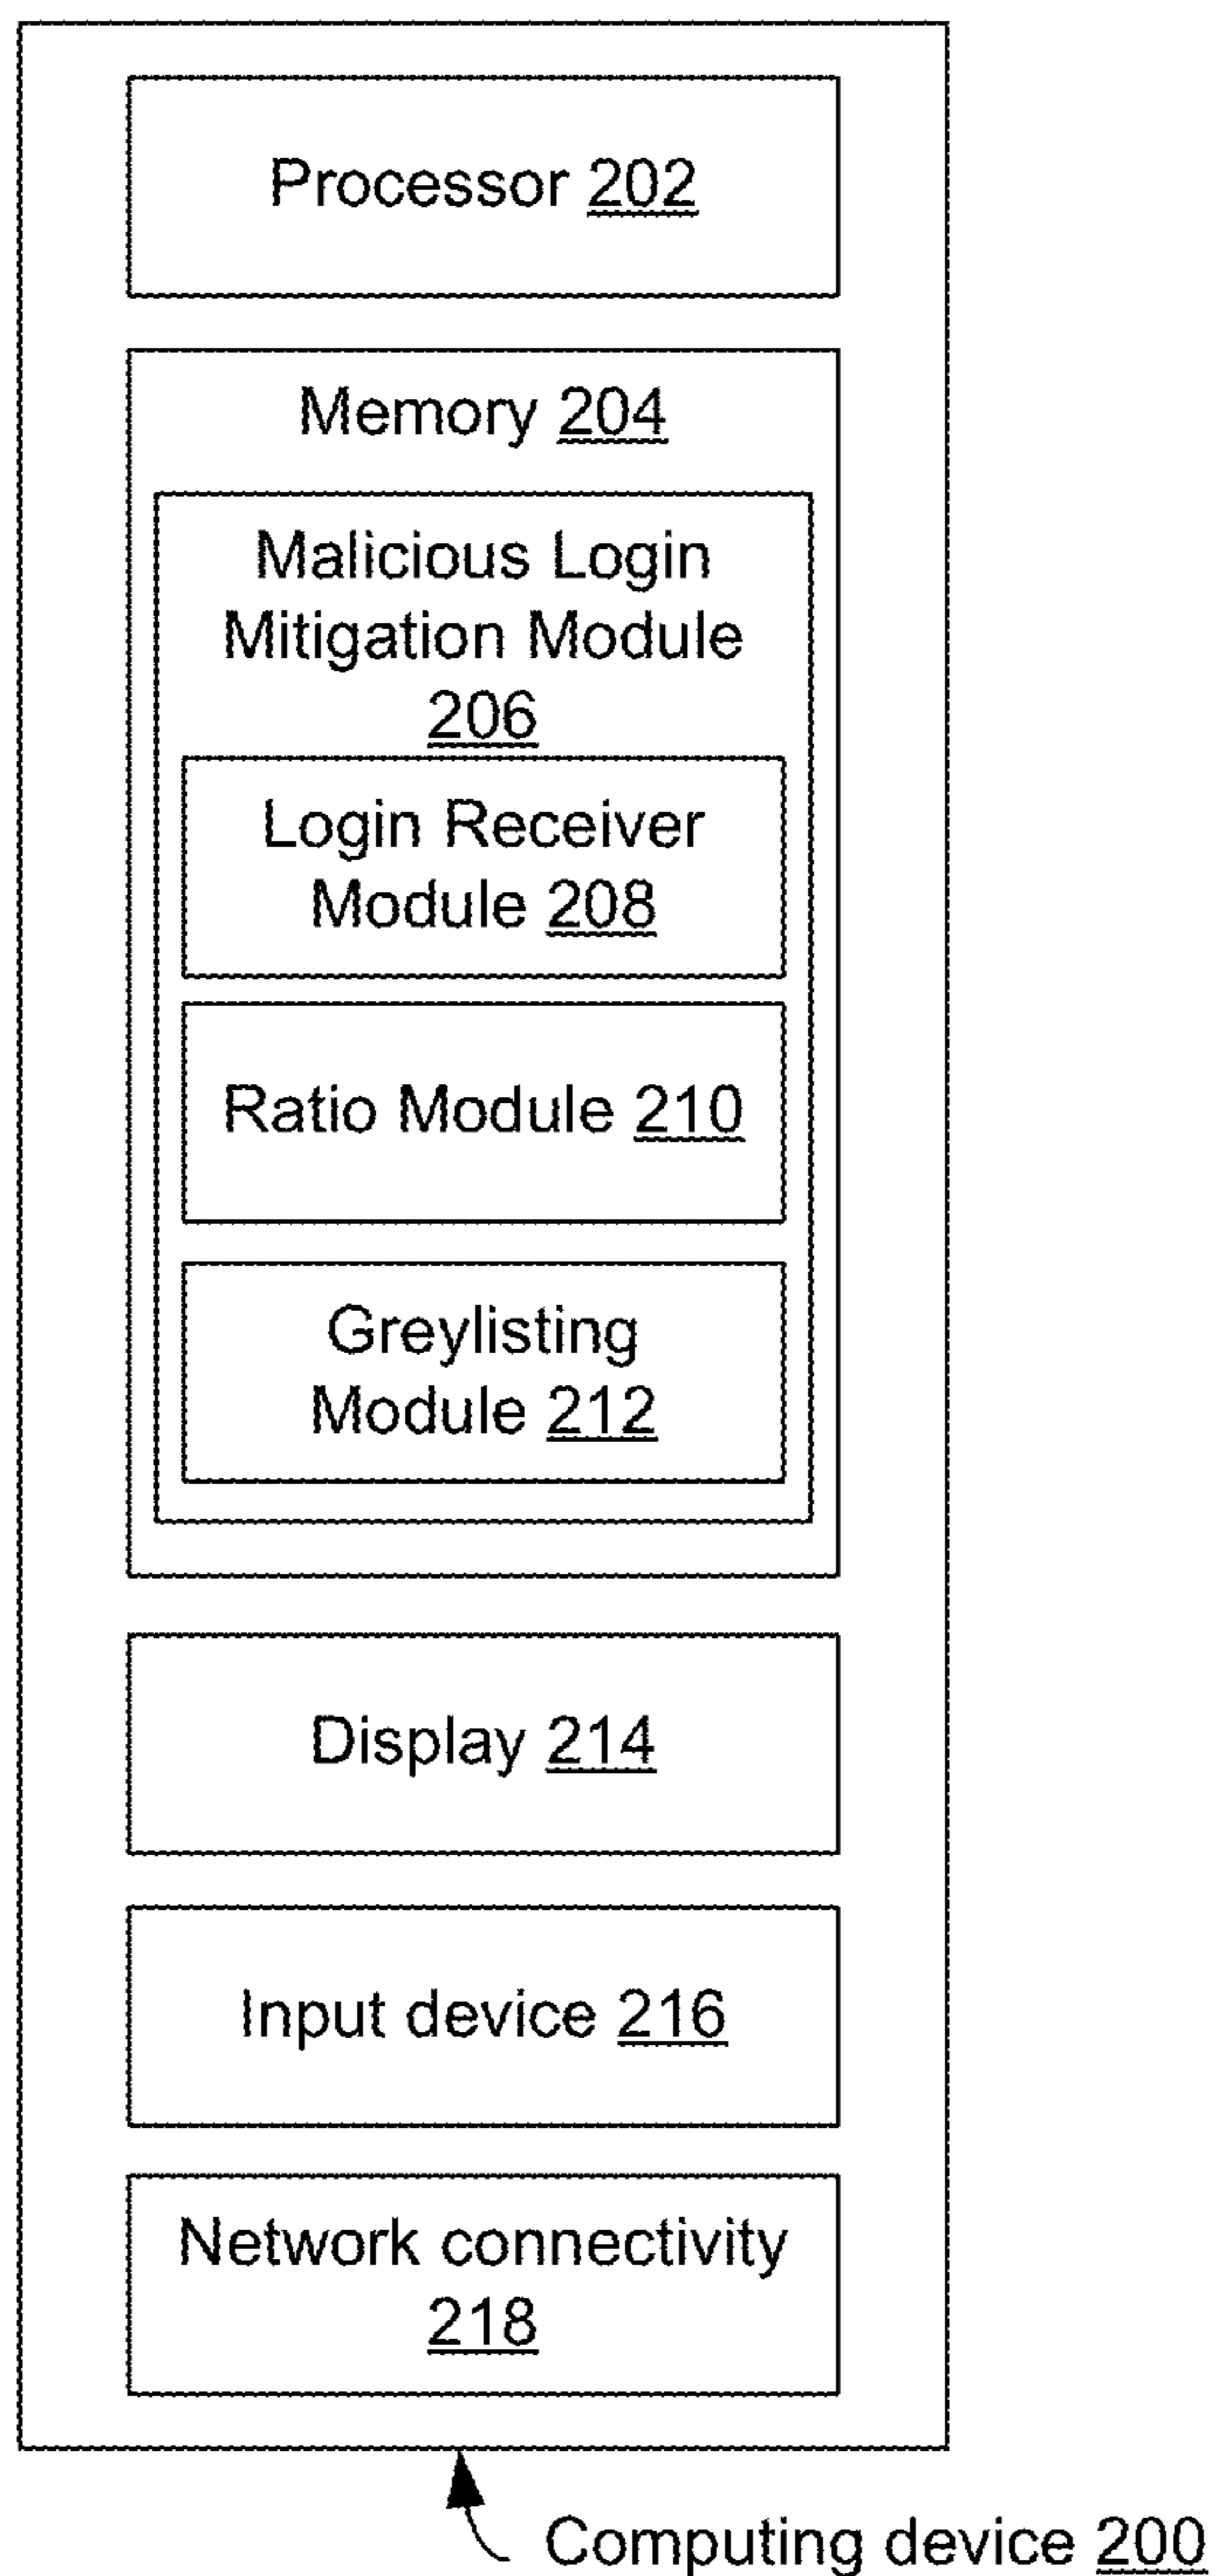 Processor 202
Memory 204
Malicious Login
Mitigation Module
206
Login Receiver
Module 208
Ratio Module 210
Greylisting
Module 212
Display 214
Input device 216
Network connectivity
218
Computing device 200